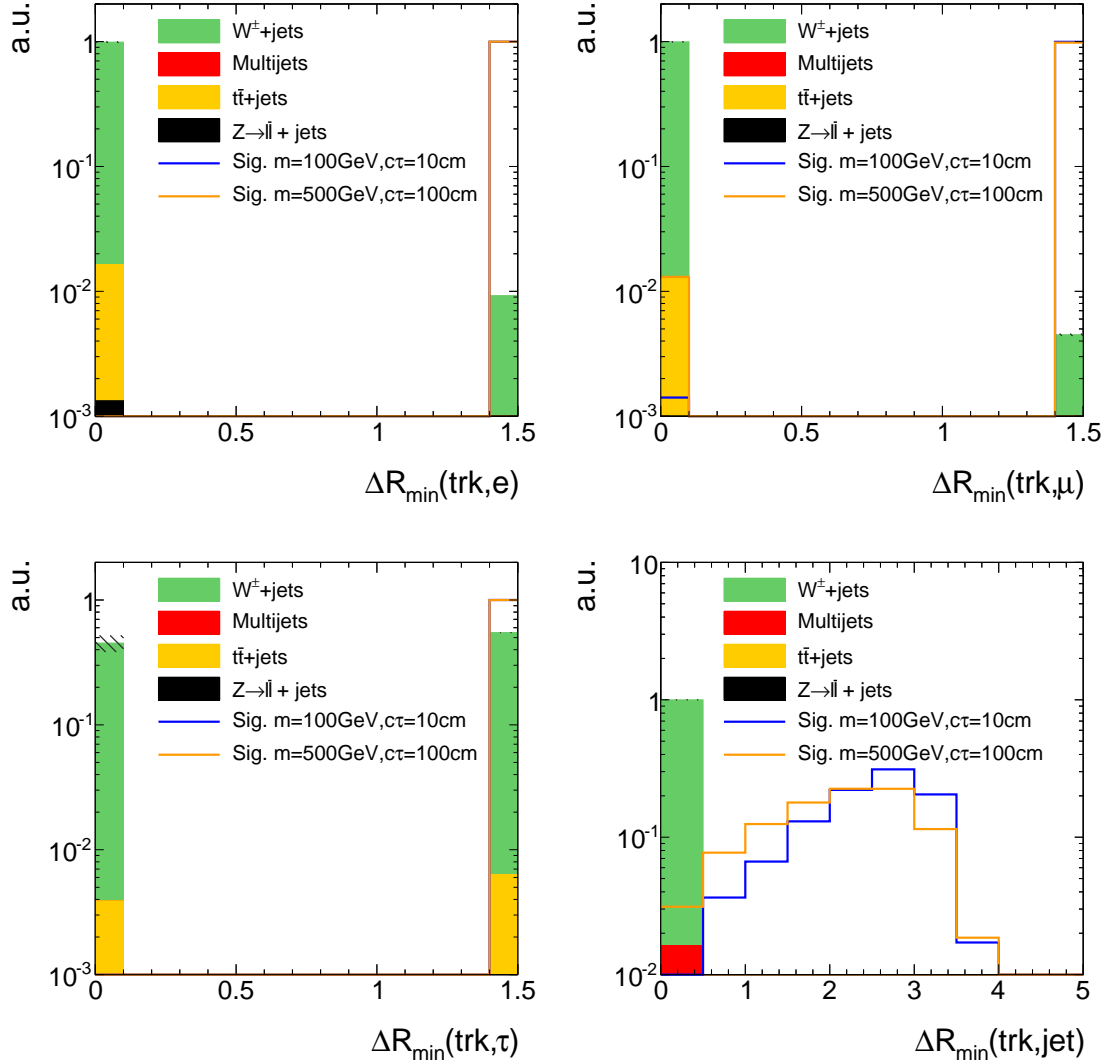 a.u.
W±+jets
Multijets
tt̄+jets
Z→ll̄ + jets
Sig. m=100GeV,cτ=10cm
Sig. m=500GeV,cτ=100cm
1
10⁻¹
10⁻²
10⁻³
0 0.5 1 1.5
ΔRmin(trk,e)
a.u.
W±+jets
Multijets
tt̄+jets
Z→ll̄ + jets
Sig. m=100GeV,cτ=10cm
Sig. m=500GeV,cτ=100cm
1
10⁻¹
10⁻²
10⁻³
0 0.5 1 1.5
ΔRmin(trk,μ)
a.u.
W±+jets
Multijets
tt̄+jets
Z→ll̄ + jets
Sig. m=100GeV,cτ=10cm
Sig. m=500GeV,cτ=100cm
1
10⁻¹
10⁻²
10⁻³
0 0.5 1 1.5
ΔRmin(trk,τ)
a.u.
W±+jets
Multijets
tt̄+jets
Z→ll̄ + jets
Sig. m=100GeV,cτ=10cm
Sig. m=500GeV,cτ=100cm
10
1
10⁻¹
10⁻²
0 1 2 3 4 5
ΔRmin(trk,jet)